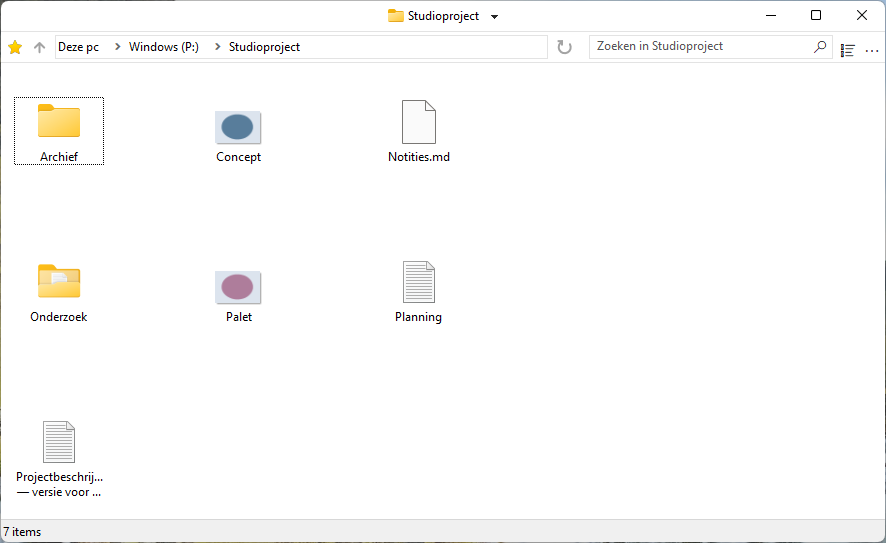 Studioproject
Deze pc
Windows (P:)
Studioproject
Zoeken in Studioproject
Archief
Concept
Notities.md
Onderzoek
Palet
Planning
Projectbeschrij...
— versie voor ...
7 items